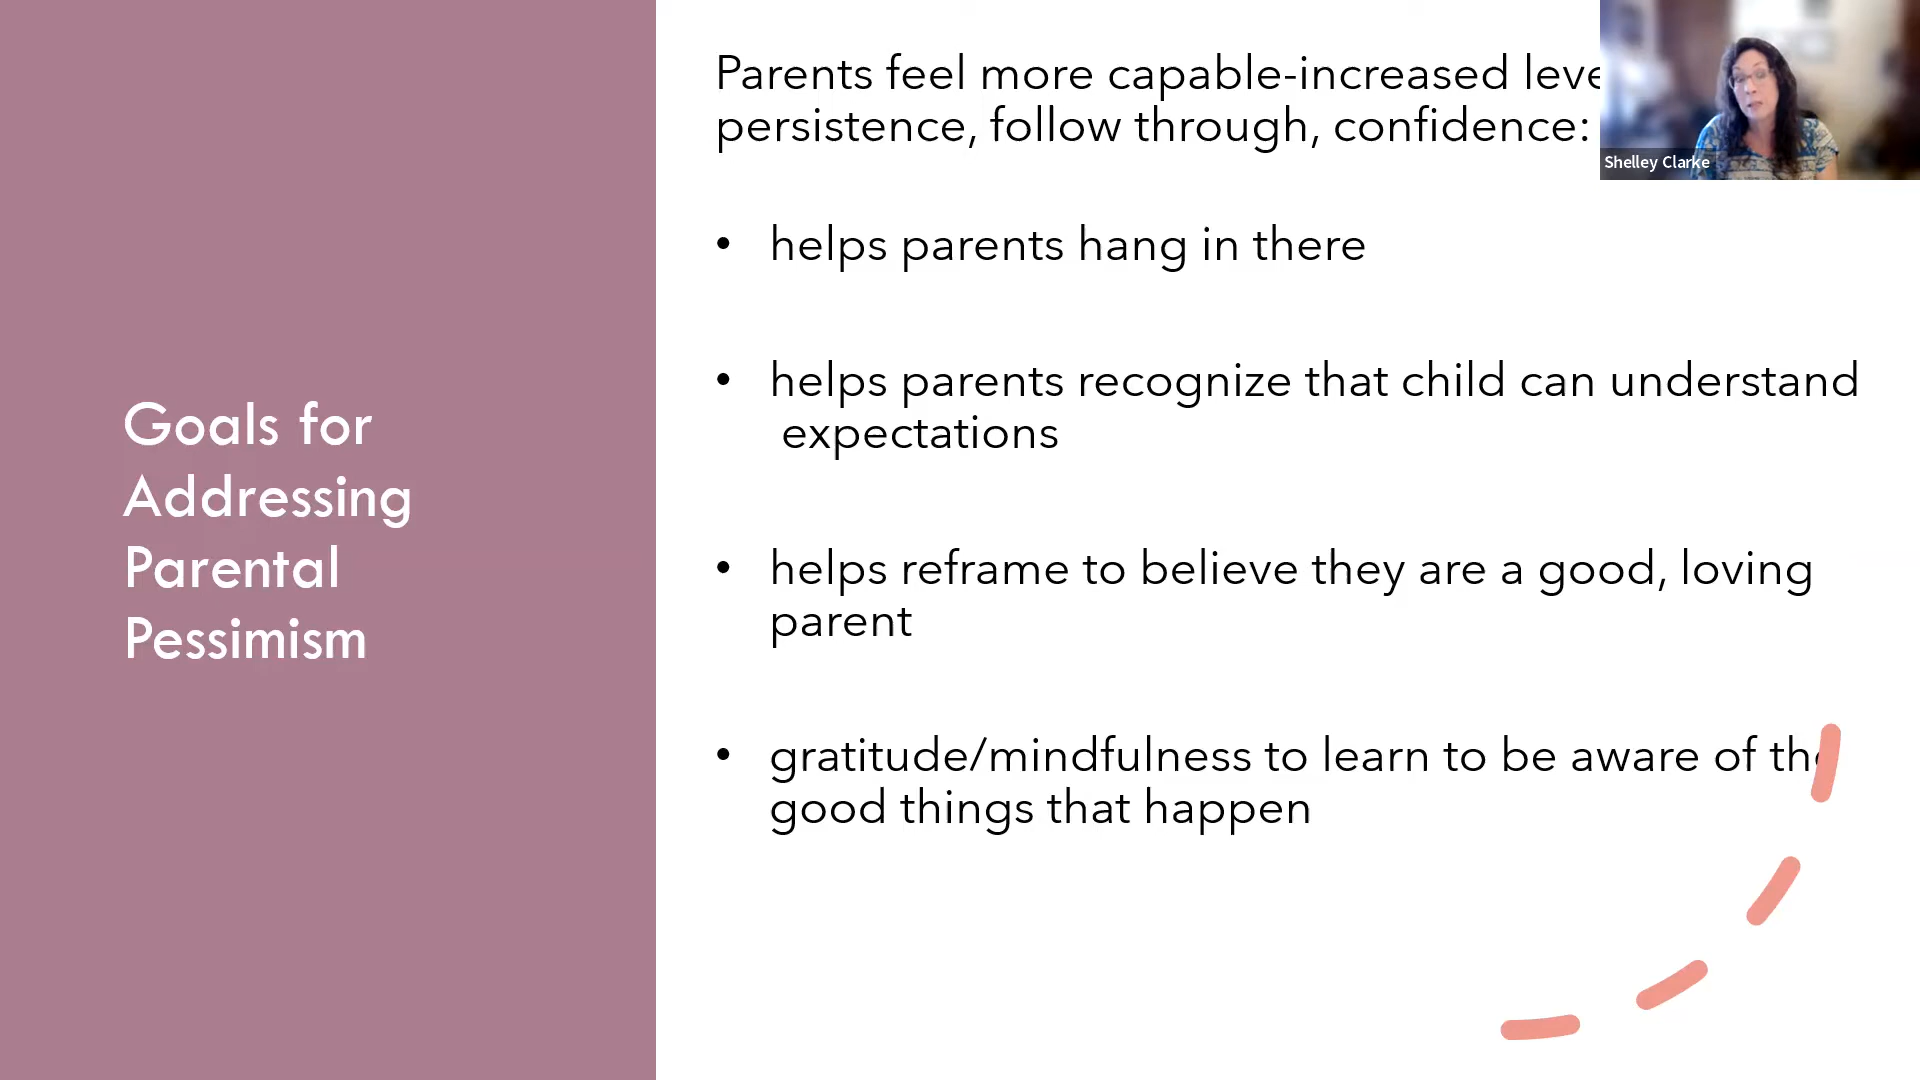 Goals for
Addressing
Parental
Pessimism
Parents feel more capable-increased
persistence, follow through, confidence:
• helps parents hang in there
• helps parents recognize that child can understand
expectations
• helps reframe to believe they are a good, loving
parent
• gratitude/mindfulness to learn to be aware of the
good things that happen
Shelley Clarke